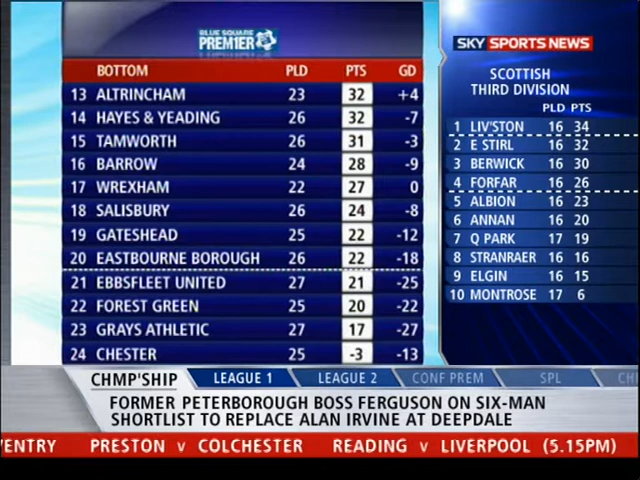 BLUE SQUARE
PREM1ER
BOTTOM PLD PTS GD
13 ALTRINCHAM 23 32 +4
14 HAYES & YEADING 26 32 -7
15 TAMWORTH 26 31 -3
16 BARROW 24 28 -9
17 WREXHAM 22 27 0
18 SALISBURY 26 24 -8
19 GATESHEAD 25 22 -12
20 EASTBOURNE BOROUGH 26 22 -18
21 EBBSFLEET UNITED 27 21 -25
22 FOREST GREEN 25 20 -22
23 GRAYS ATHLETIC 27 17 -27
24 CHESTER 25 -3 -13
SKY SPORTS NEWS
SCOTTISH
THIRD DIVISION
PLD PTS
1 LIV'STON 16 34
2 E STIRL 16 32
3 BERWICK 16 30
4 FORFAR 16 26
5 ALBION 16 23
6 ANNAN 16 20
7 Q PARK 17 19
8 STRANRAER 16 16
9 ELGIN 16 15
10 MONTROSE 17 6
CHMP'SHIP LEAGUE 1 LEAGUE 2 CONF PREM SPL CH
FORMER PETERBOROUGH BOSS FERGUSON ON SIX-MAN
SHORTLIST TO REPLACE ALAN IRVINE AT DEEPDALE
ENTRY PRESTON v COLCHESTER READING v LIVERPOOL (5.15PM)